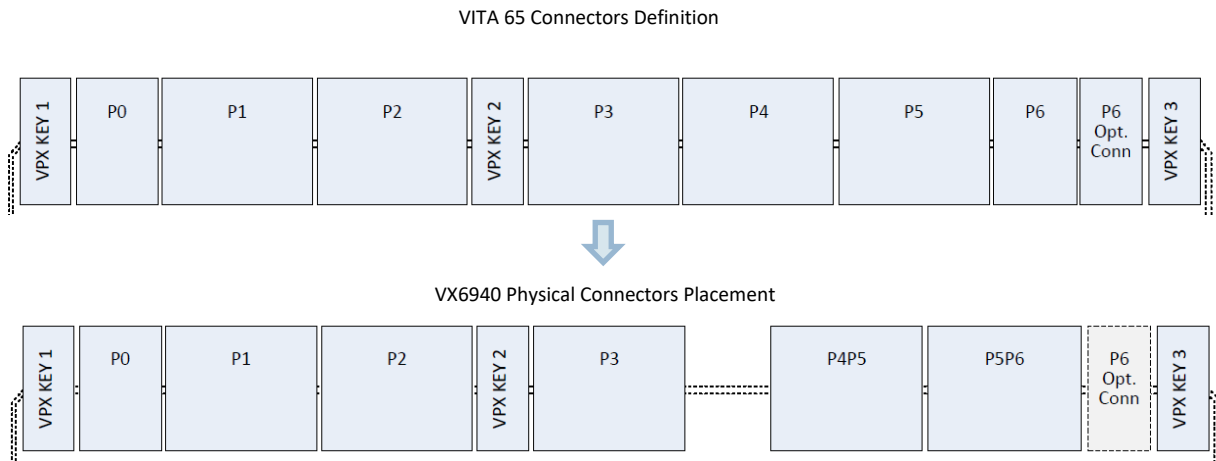 VITA 65 Connectors Definition
VPX KEY 1
P0
P1
P2
VPX KEY 2
P3
P4
P5
P6
P6
Opt.
Conn
VPX KEY 3
VX6940 Physical Connectors Placement
VPX KEY 1
P0
P1
P2
VPX KEY 2
P3
P4P5
P5P6
P6
Opt.
Conn
VPX KEY 3